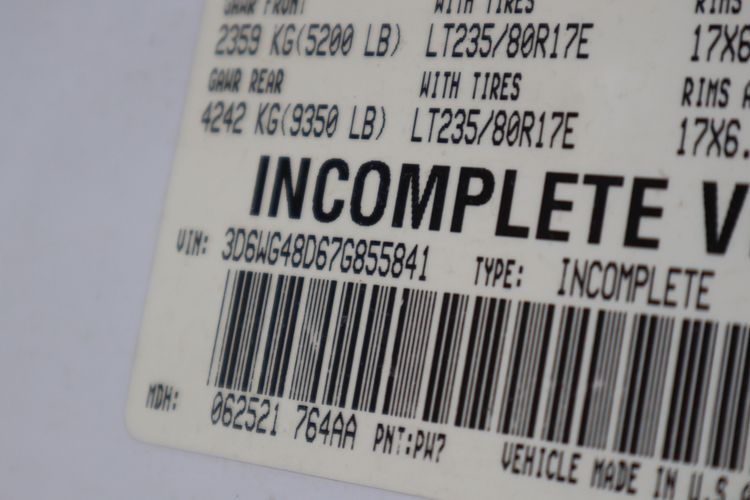 GAWR FRONT WITH TIRES RIMS
2359 KG(5200 LB) LT235/80R17E 17X6
GAWR REAR WITH TIRES RIMS A
4242 KG(9350 LB) LT235/80R17E 17X6.
INCOMPLETE V
VIN: 3D6WG48D67G855841 TYPE: INCOMPLETE
MDH: 062521 764AA PNT:PW7 VEHICLE MADE IN U.S.